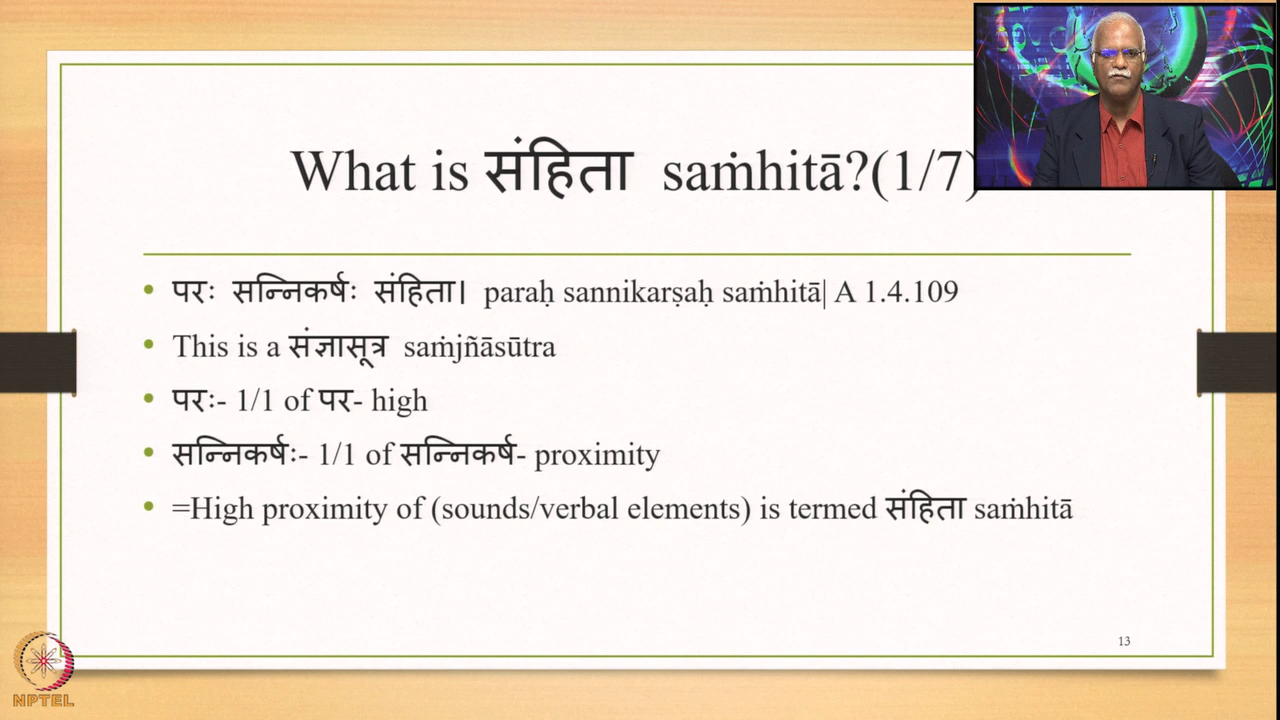 What is संहिता saṁhitā?(1/7)
• परः सन्निकर्षः संहिता। paraḥ sannikarṣaḥ saṁhitā| A 1.4.109
• This is a संज्ञासूत्र saṁjñāsūtra
• परः- 1/1 of पर- high
• सन्निकर्षः- 1/1 of सन्निकर्ष- proximity
• =High proximity of (sounds/verbal elements) is termed संहिता saṁhitā
13
NPTEL